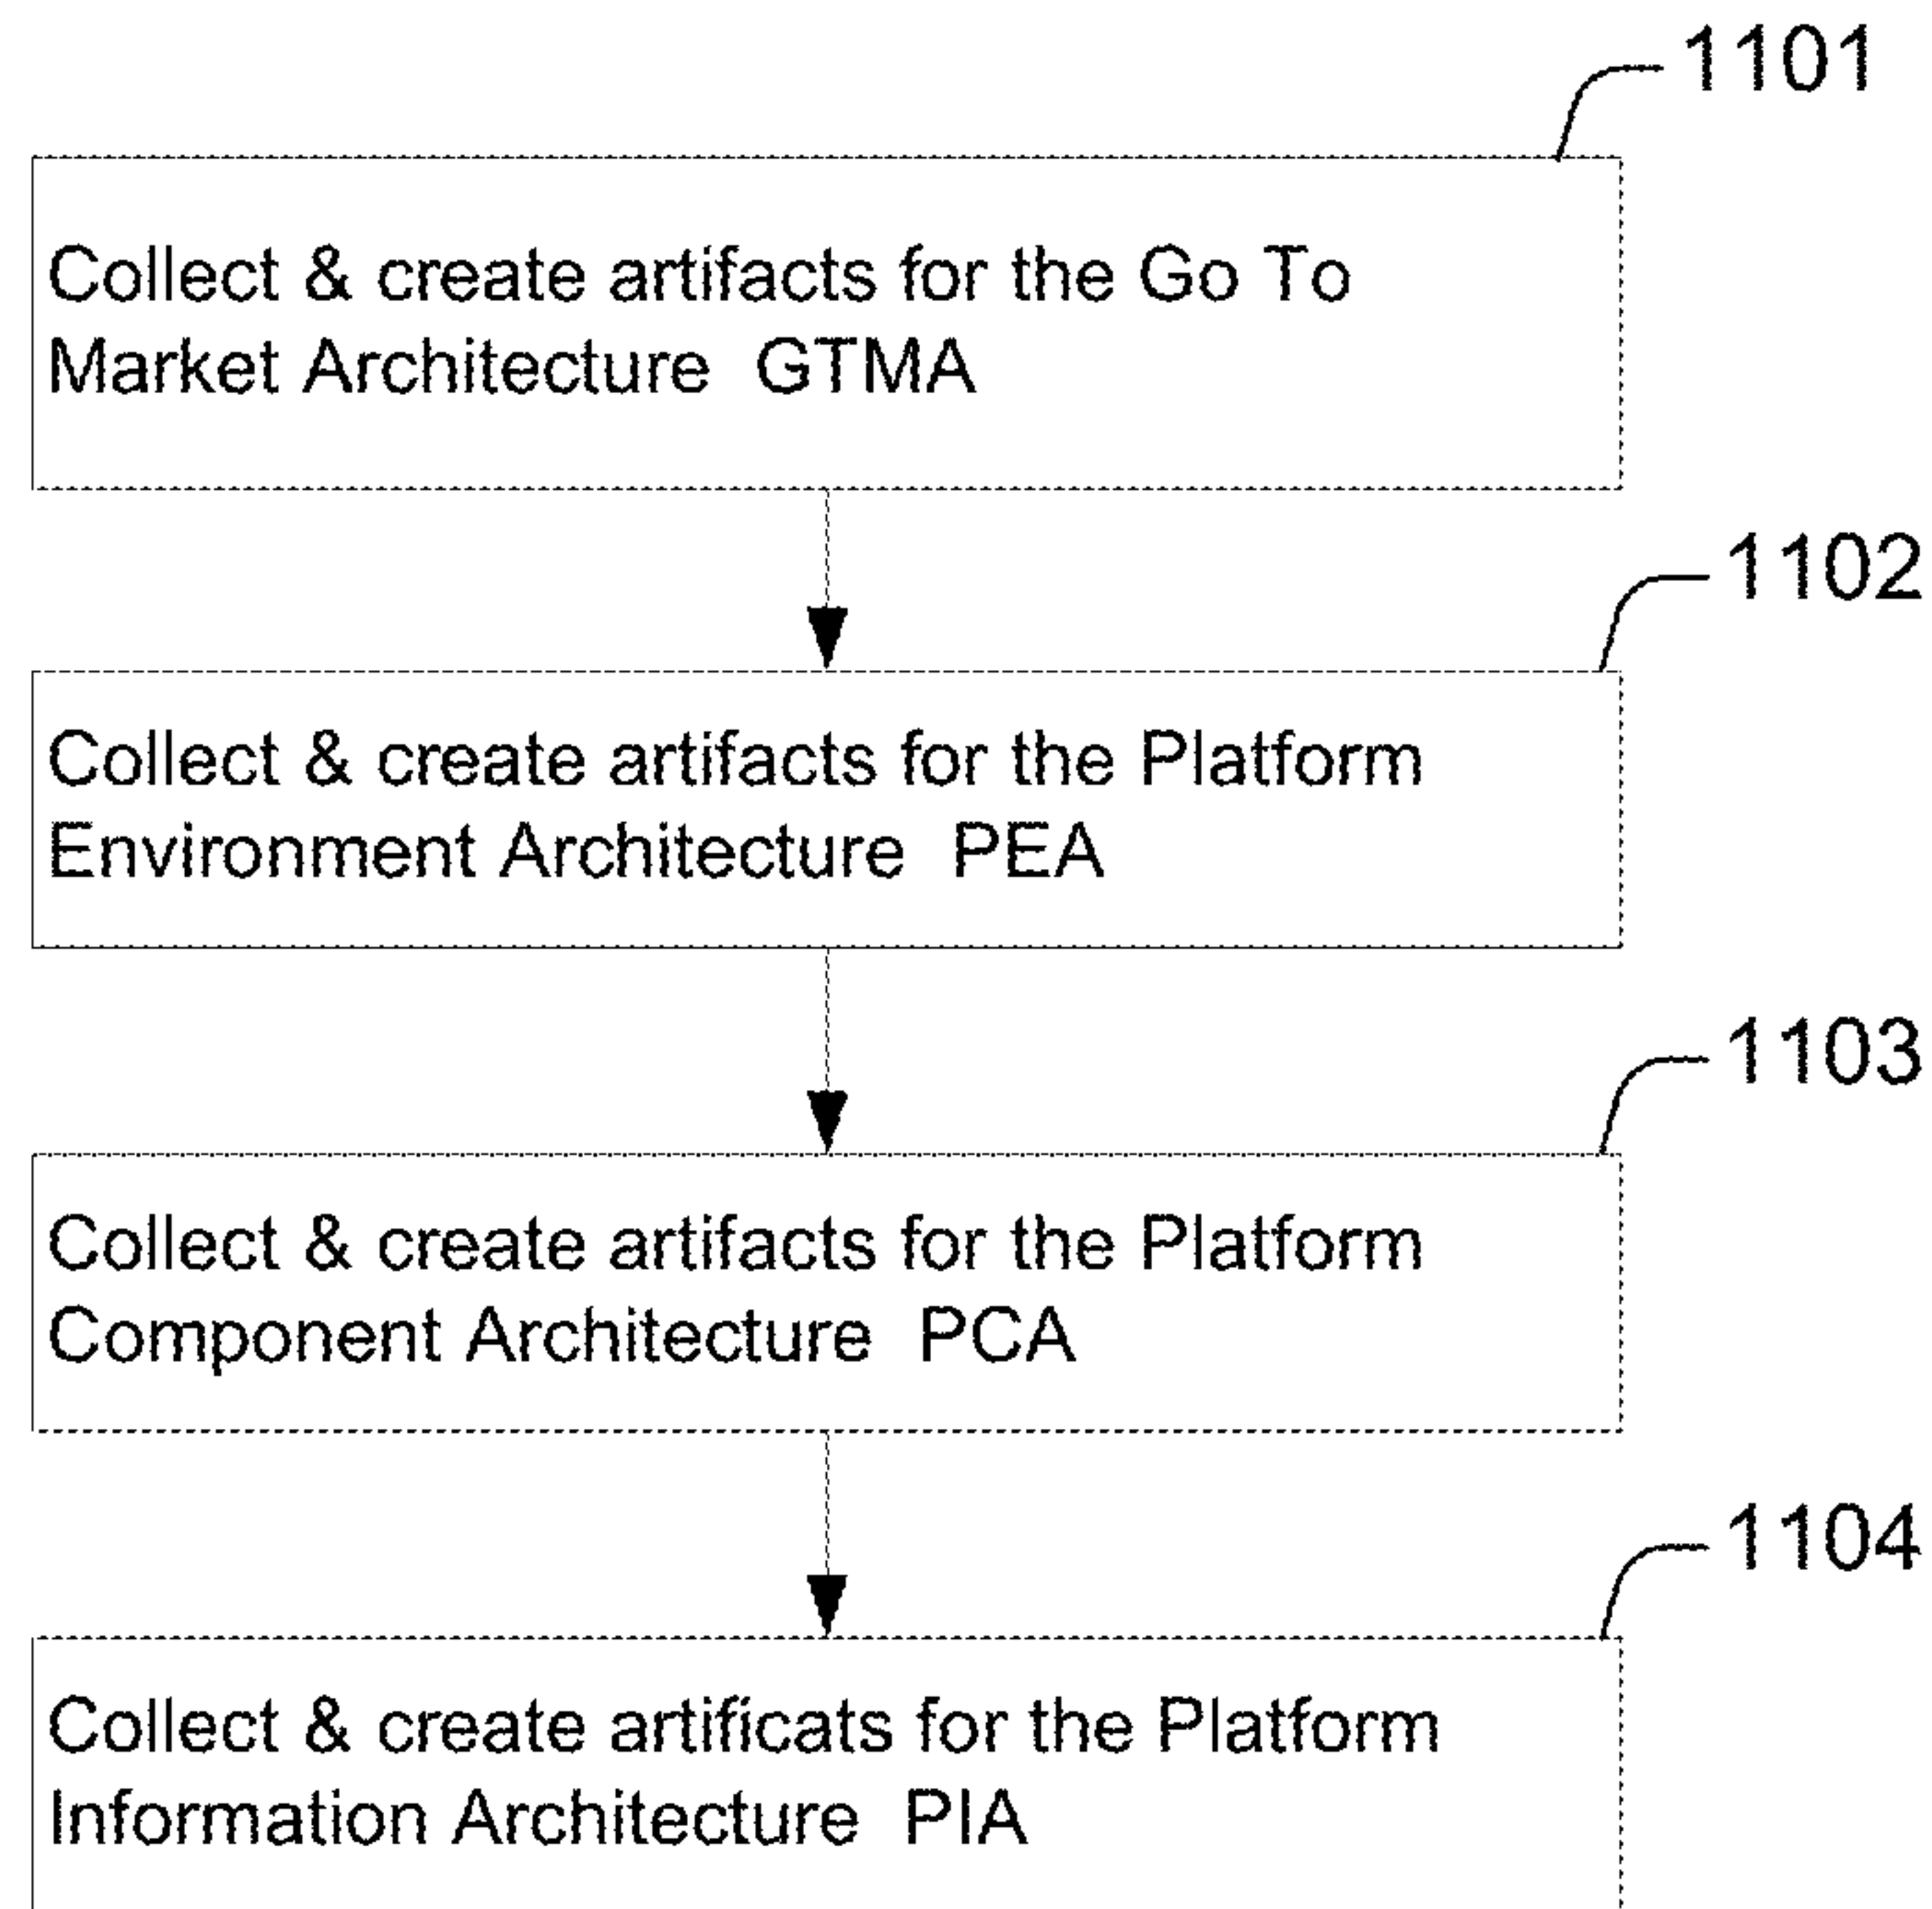 1101
Collect & create artifacts for the Go To
Market Architecture GTMA
1102
Collect & create artifacts for the Platform
Environment Architecture PEA
1103
Collect & create artifacts for the Platform
Component Architecture PCA
1104
Collect & create artificats for the Platform
Information Architecture PIA